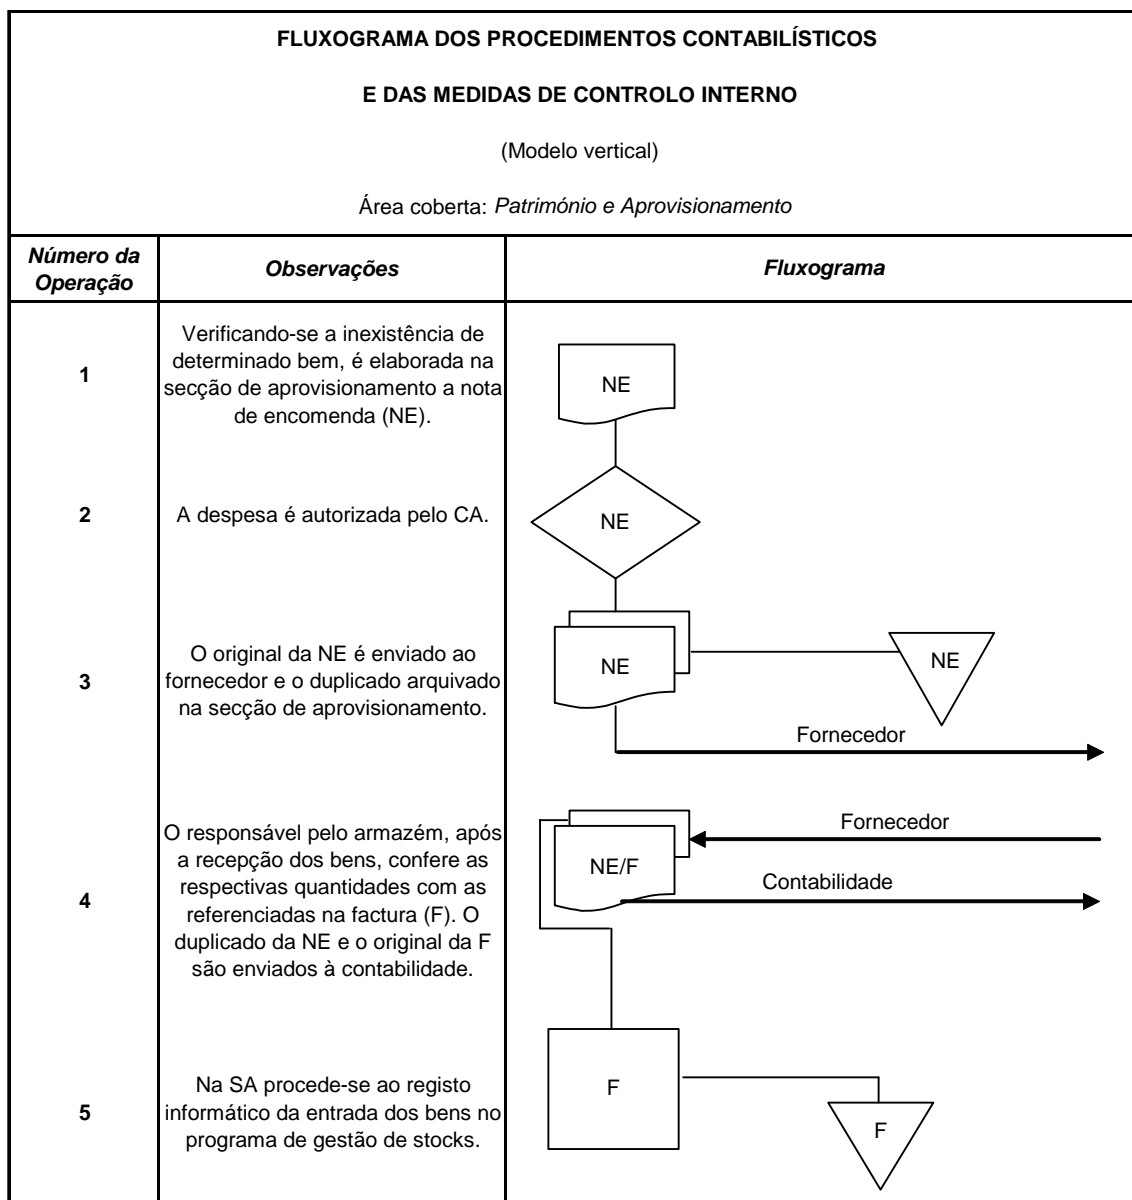 FLUXOGRAMA DOS PROCEDIMENTOS CONTABILÍSTICOS
E DAS MEDIDAS DE CONTROLO INTERNO
(Modelo vertical)
Área coberta: Património e Aprovisionamento
Número da
Operação
Observações
Fluxograma
1
Verificando-se a inexistência de
determinado bem, é elaborada na
secção de aprovisionamento a nota
de encomenda (NE).
NE
2
A despesa é autorizada pelo CA.
NE
3
O original da NE é enviado ao
fornecedor e o duplicado arquivado
na secção de aprovisionamento.
NE
NE
Fornecedor
4
O responsável pelo armazém, após
a recepção dos bens, confere as
respectivas quantidades com as
referenciadas na factura (F). O
duplicado da NE e o original da F
são enviados à contabilidade.
Fornecedor
NE/F
Contabilidade
5
Na SA procede-se ao registo
informático da entrada dos bens no
programa de gestão de stocks.
F
F